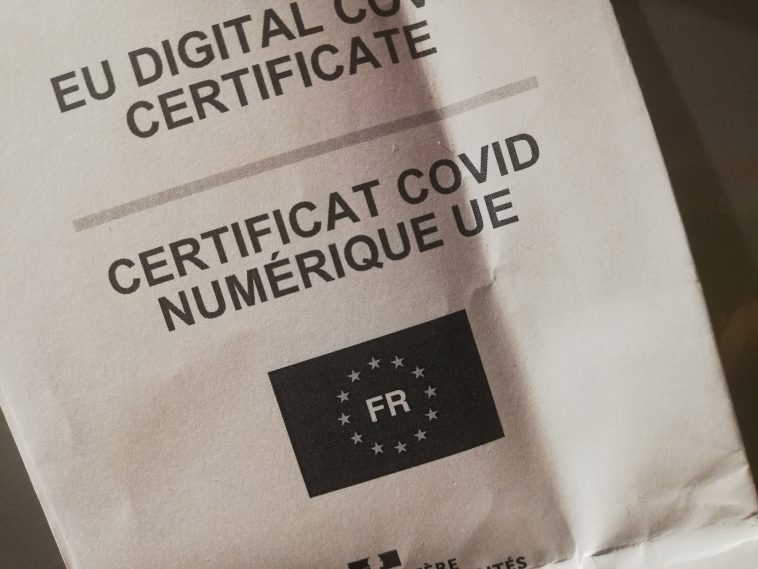 EU DIGITAL
CERTIFICATE
CERTIFICAT COVID
NUMÉRIQUE UE
FR